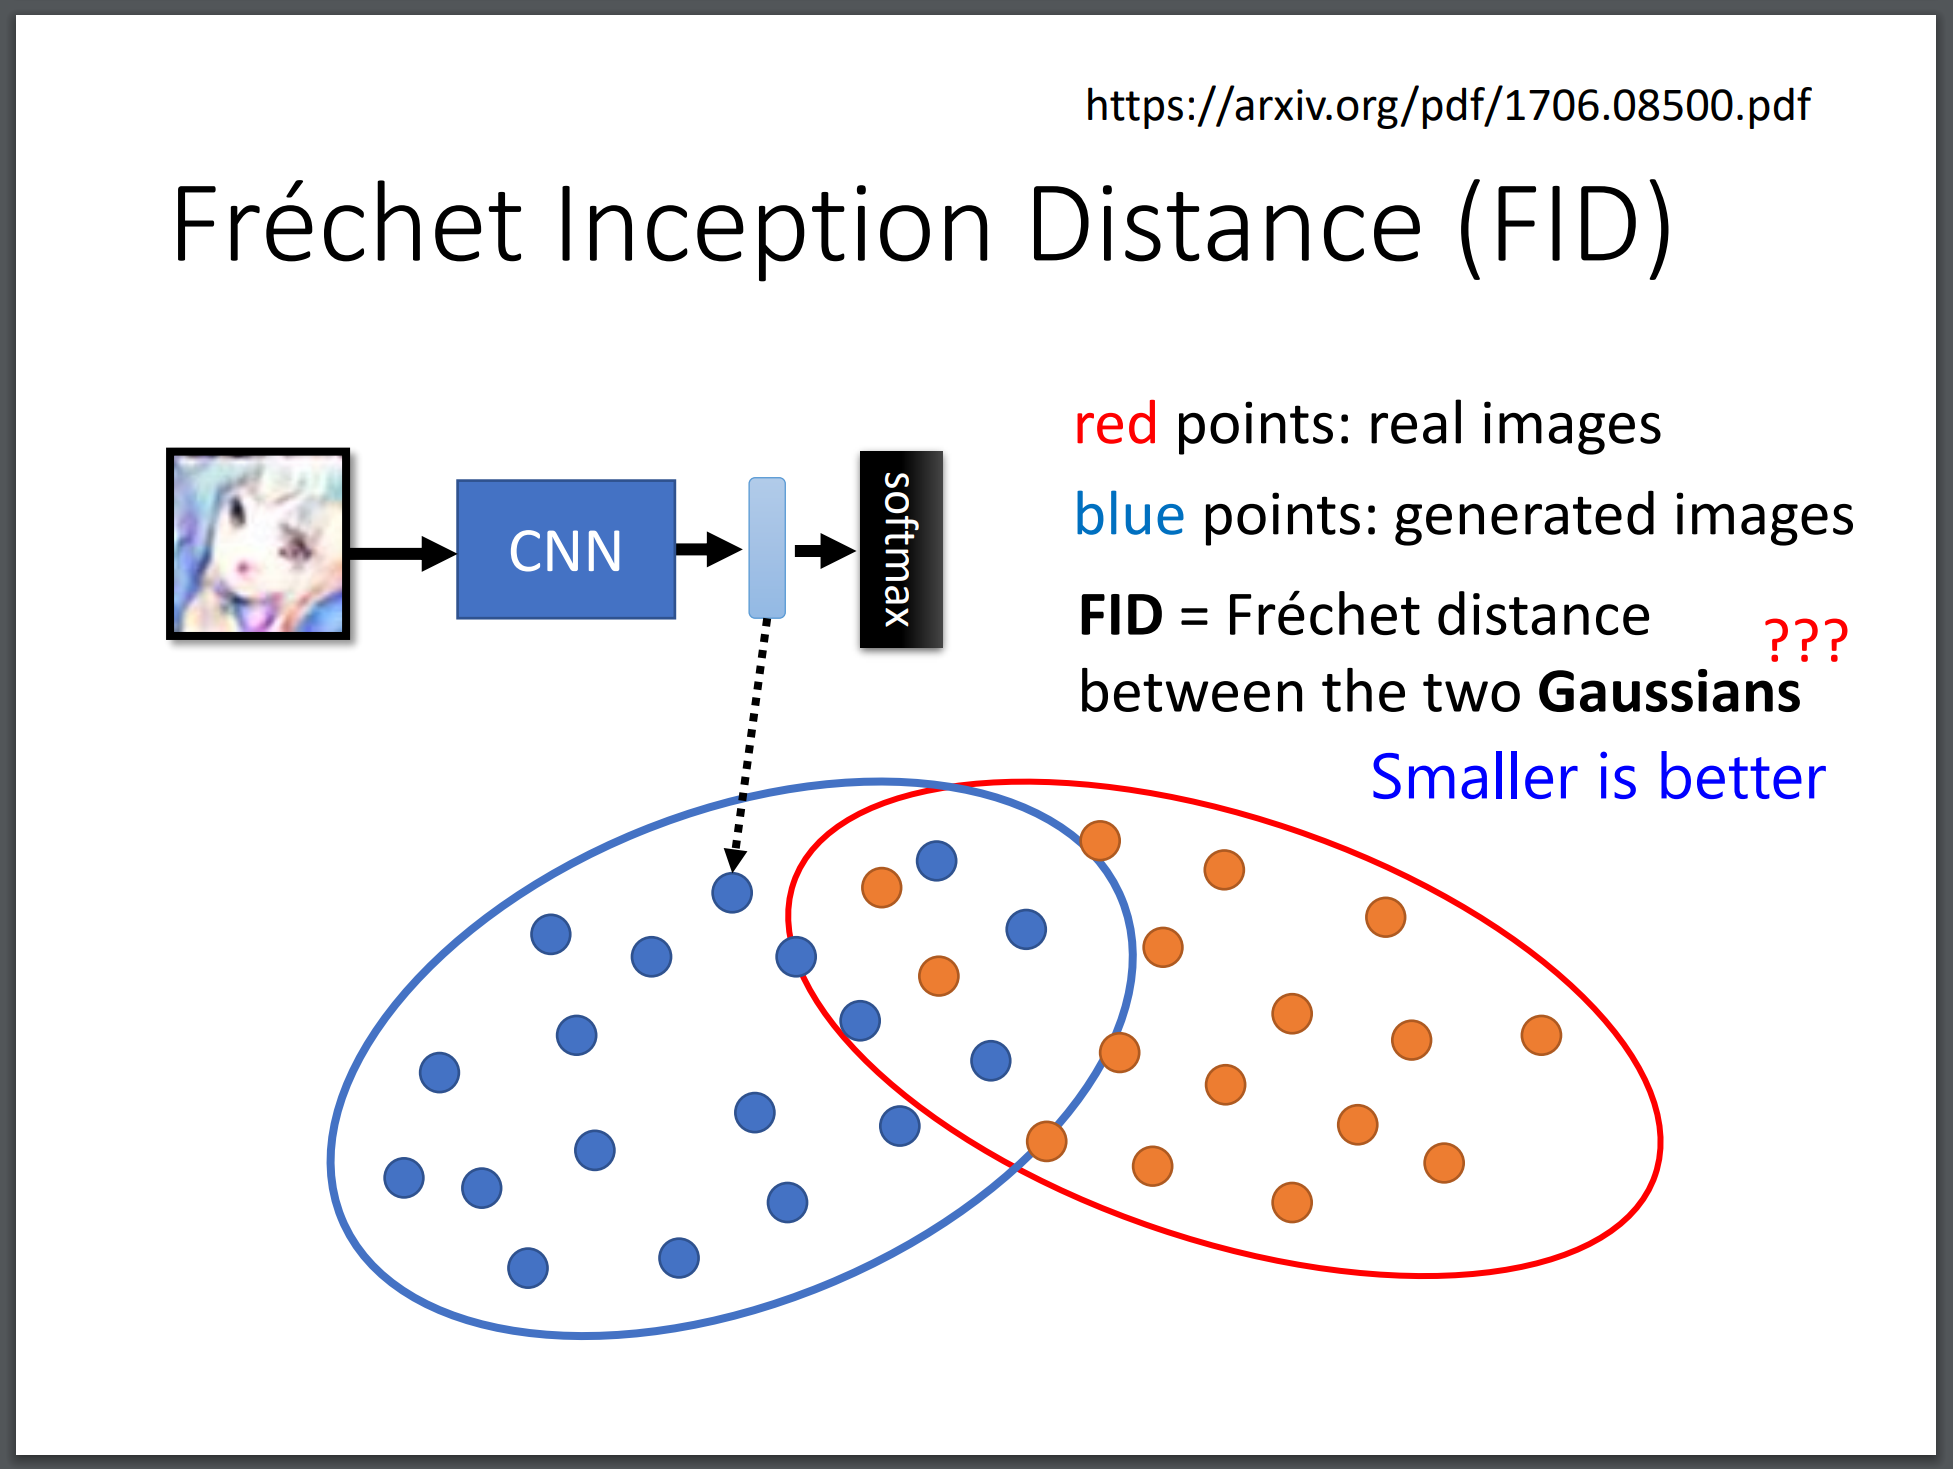 https://arxiv.org/pdf/1706.08500.pdf
Fréchet Inception Distance (FID)
CNN
softmax
red points: real images
blue points: generated images
FID = Fréchet distance
???
between the two Gaussians
Smaller is better